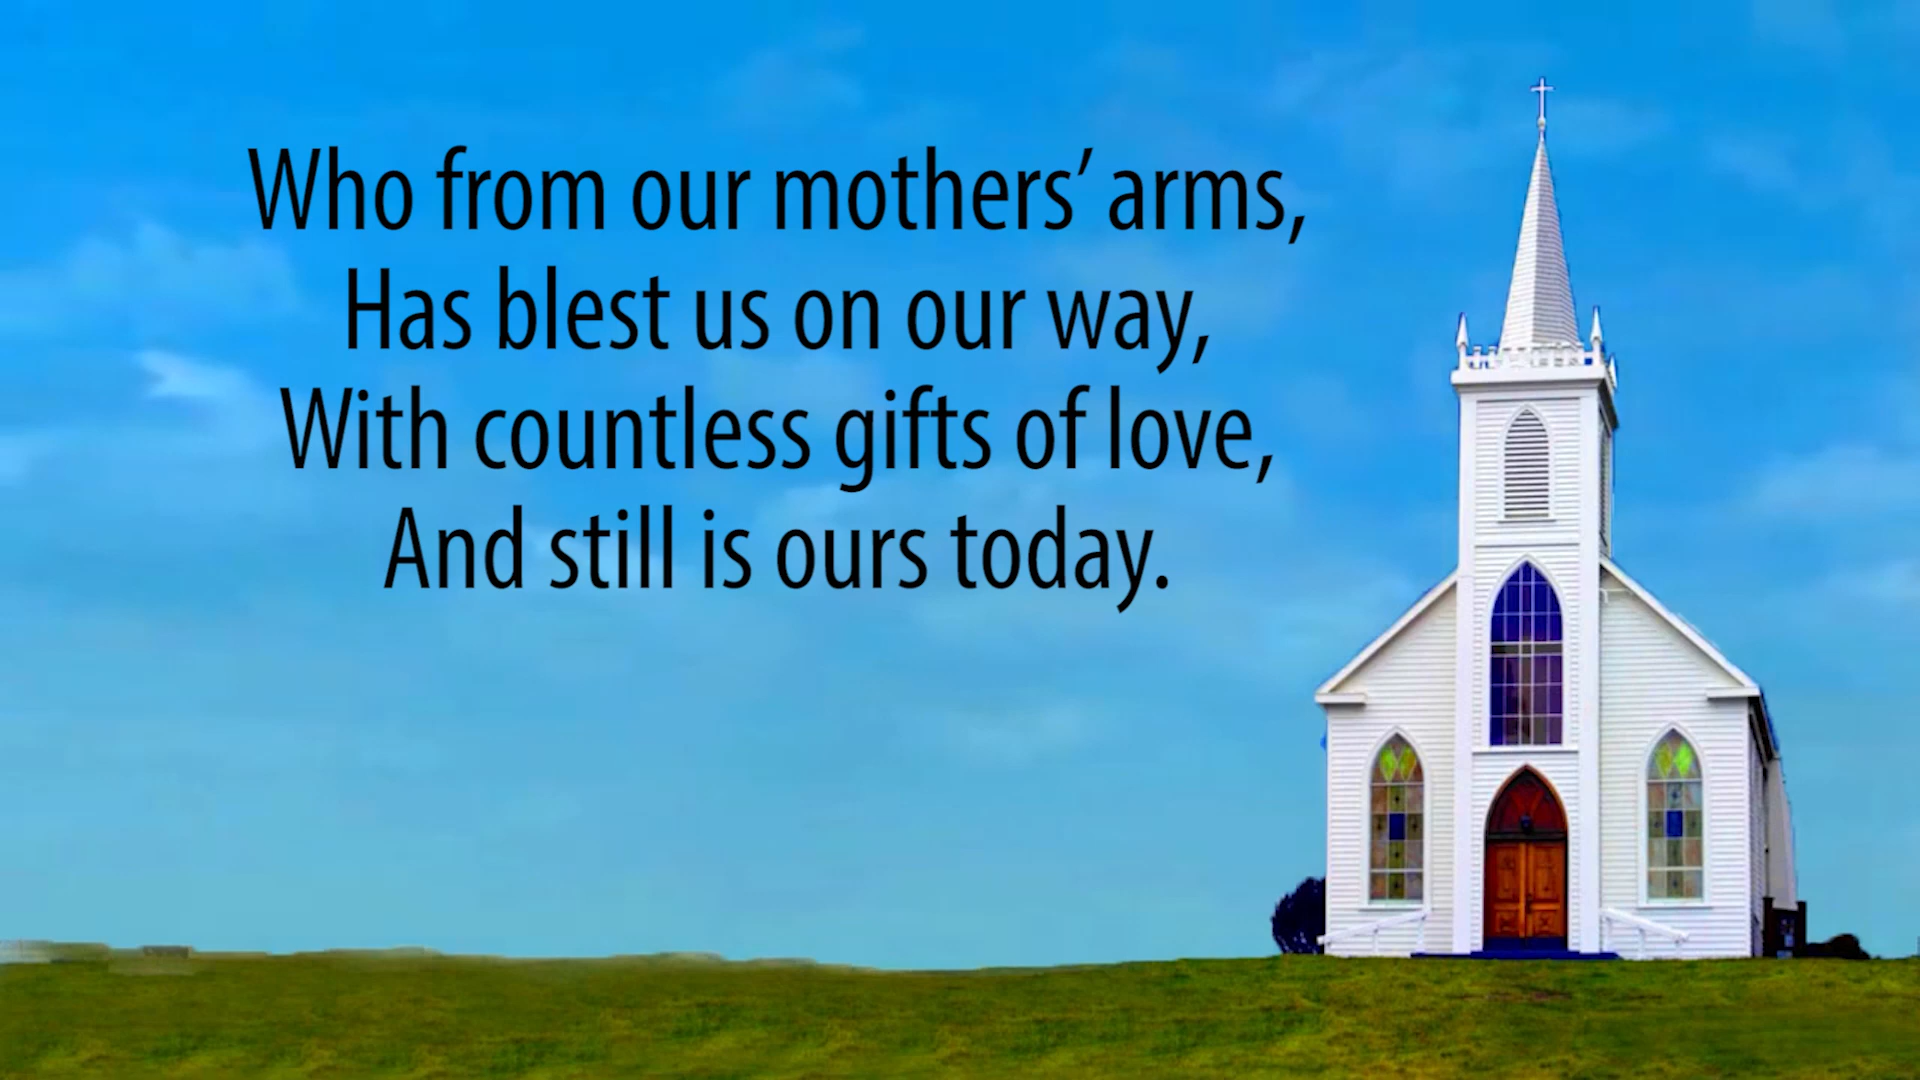 Who from our mothers’ arms,
Has blest us on our way,
With countless gifts of love,
And still is ours today.